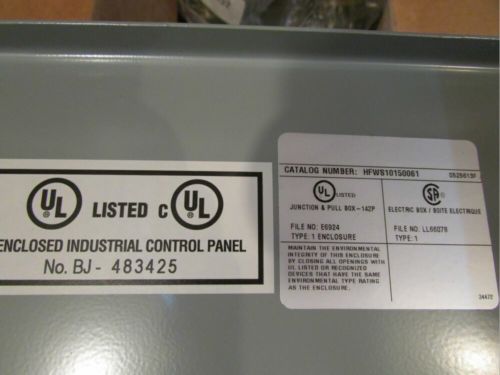 UL LISTED C UL
ENCLOSED INDUSTRIAL CONTROL PANEL
No. BJ- 483425
CATALOG NUMBER: HFWS10150061
0525613F
UL LISTED
JUNCTION & PULL BOX-142P
FILE NO: E6924
TYPE: 1 ENCLOSURE
SA
ELECTRIC BOX / BOITE ELECTRIQUE
FILE NO: LL66078
TYPE: 1
MAINTAIN THE ENVIRONMENTAL
INTEGRITY OF THIS ENCLOSURE
BY CLOSING ALL OPENINGS WITH
UL LISTED OR RECOGNIZED
DEVICES THAT HAVE THE SAME
ENVIRONMENTAL TYPE RATING
AS THE ENCLOSURE.
34472